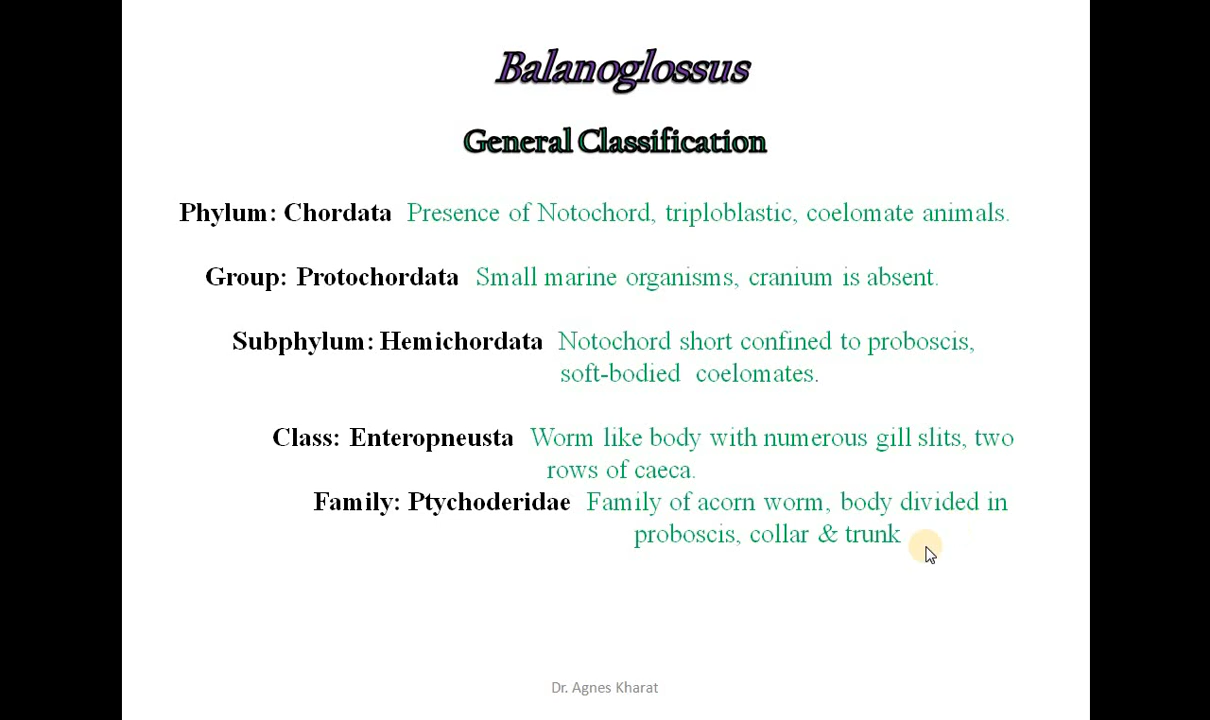 Balanoglossus
General Classification
Phylum: Chordata Presence of Notochord, triploblastic, coelomate animals.
Group: Protochordata Small marine organisms, cranium is absent.
Subphylum: Hemichordata Notochord short confined to proboscis,
soft-bodied coelomates.
Class: Enteropneusta Worm like body with numerous gill slits, two
rows of caeca.
Family: Ptychoderidae Family of acorn worm, body divided in
proboscis, collar & trunk
Dr. Agnes Kharat